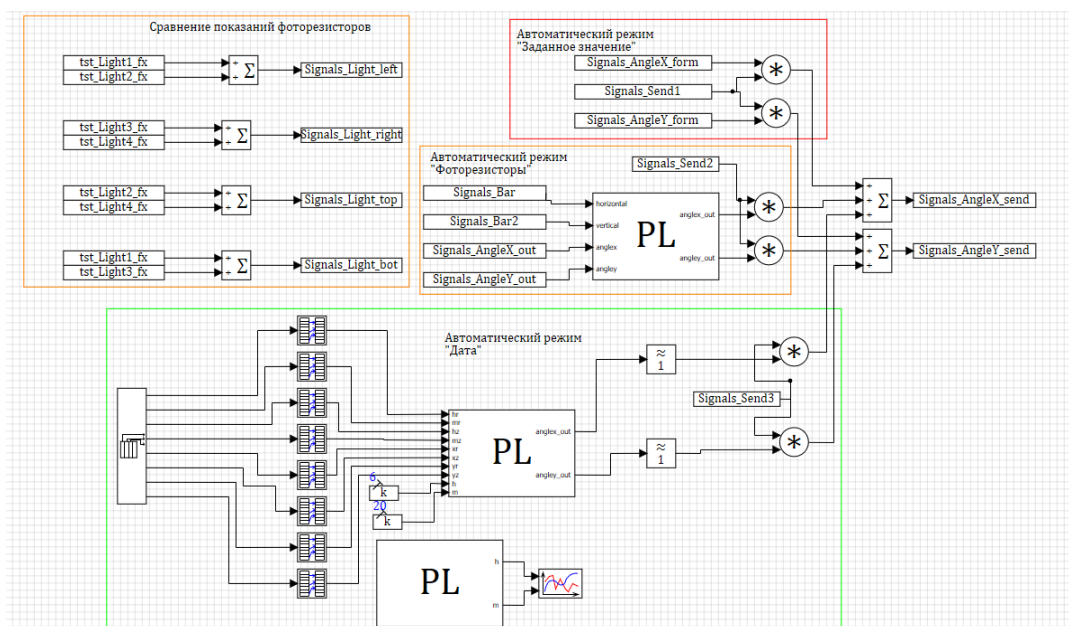 Сравнение показаний фоторезисторов
tst_Light1_fx
tst_Light2_fx
+
+
Σ
Signals_Light_left
tst_Light3_fx
tst_Light4_fx
+
+
Σ
Signals_Light_right
tst_Light2_fx
tst_Light4_fx
+
+
Σ
Signals_Light_top
tst_Light1_fx
tst_Light3_fx
+
+
Σ
Signals_Light_bot
Автоматический режим
"Заданное значение"
Signals_AngleX_form
Signals_Send1
Signals_AngleY_form
*
*
Автоматический режим
"Фоторезисторы"
Signals_Send2
Signals_Bar
Signals_Bar2
Signals_AngleX_out
Signals_AngleY_out
horizontal
vertical
anglex
angley
PL
anglex_out
angley_out
*
*
+
+
+
Σ
Signals_AngleX_send
+
+
+
Σ
Signals_AngleY_send
Автоматический режим
"Дата"
hr
mr
hz
mz
xr
xz
yr
yz
h
m
PL
anglex_out
angley_out
6
k
20
k
≈
1
≈
1
*
Signals_Send3
*
PL
h
m